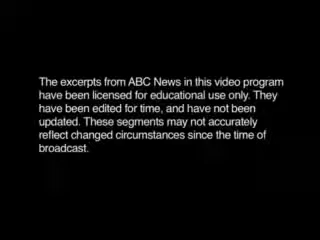 The excerpts from ABC News in this video program
have been licensed for educational use only. They
have been edited for time, and have not been
updated. These segments may not accurately
reflect changed circumstances since the time of
broadcast.